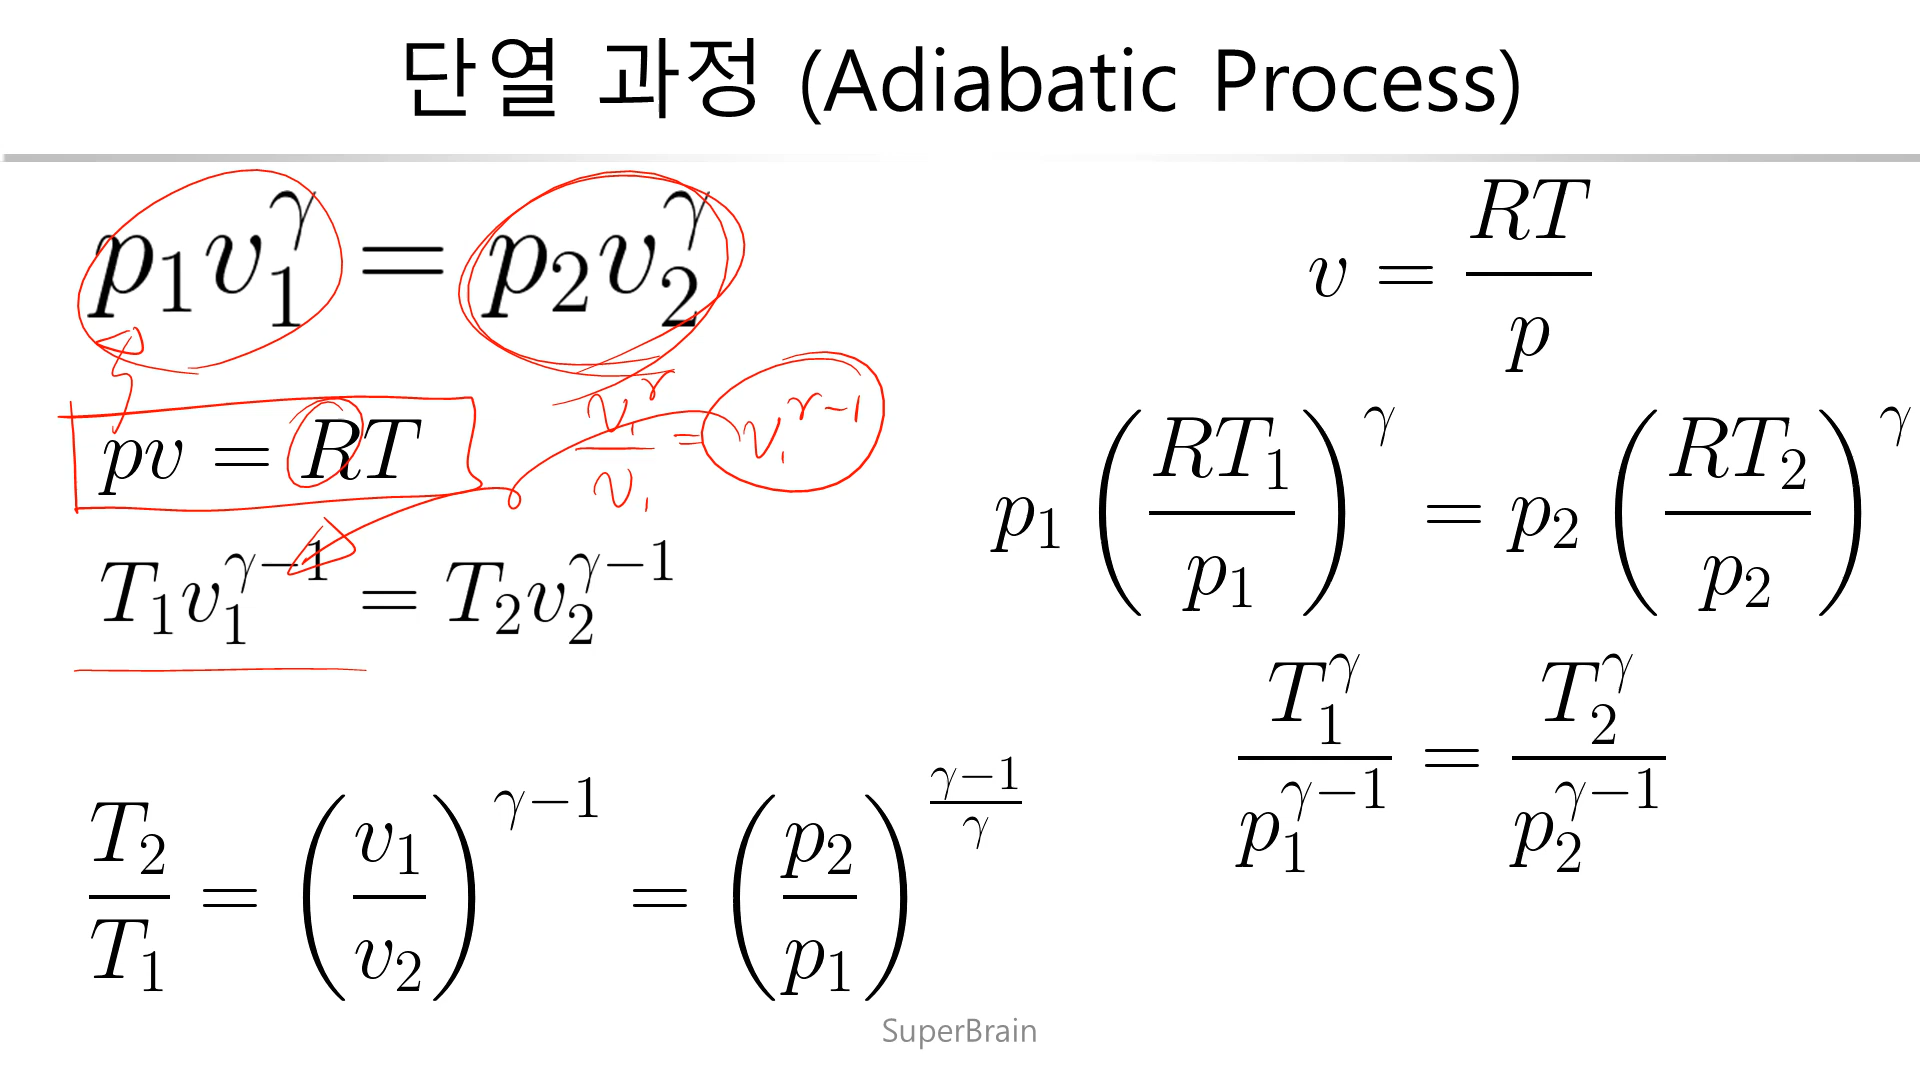 단열 과정 (Adiabatic Process)
p₁v₁^γ = p₂v₂^γ
pv = RT
v₁^γ / v₁ = v₁^(γ−1)
T₁v₁^(γ−1) = T₂v₂^(γ−1)
T₂/T₁ = (v₁/v₂)^(γ−1) = (p₂/p₁)^((γ−1)/γ)
v = RT/p
p₁(RT₁/p₁)^γ = p₂(RT₂/p₂)^γ
T₁^γ/p₁^(γ−1) = T₂^γ/p₂^(γ−1)
SuperBrain